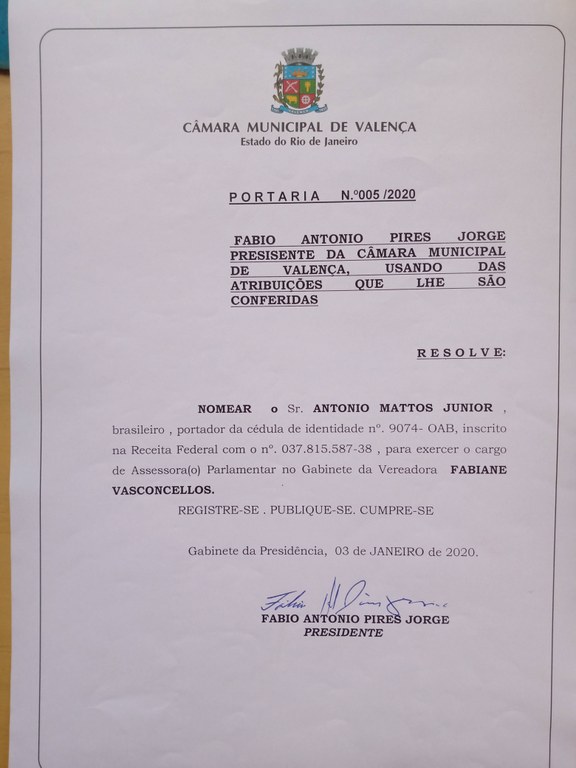 CÂMARA MUNICIPAL DE VALENÇA
Estado do Rio de Janeiro
PORTARIA N.º005 /2020
FABIO ANTONIO PIRES JORGE
PRESISENTE DA CÂMARA MUNICIPAL
DE VALENÇA, USANDO DAS
ATRIBUIÇÕES QUE LHE SÃO
CONFERIDAS
RESOLVE:
NOMEAR o Sr. ANTONIO MATTOS JUNIOR ,
brasileiro , portador da cédula de identidade nº. 9074- OAB, inscrito
na Receita Federal com o nº. 037.815.587-38 , para exercer o cargo
de Assessora(o) Parlamentar no Gabinete da Vereadora FABIANE
VASCONCELLOS.
REGISTRE-SE . PUBLIQUE-SE. CUMPRE-SE
Gabinete da Presidência, 03 de JANEIRO de 2020.
FABIO ANTONIO PIRES JORGE
PRESIDENTE